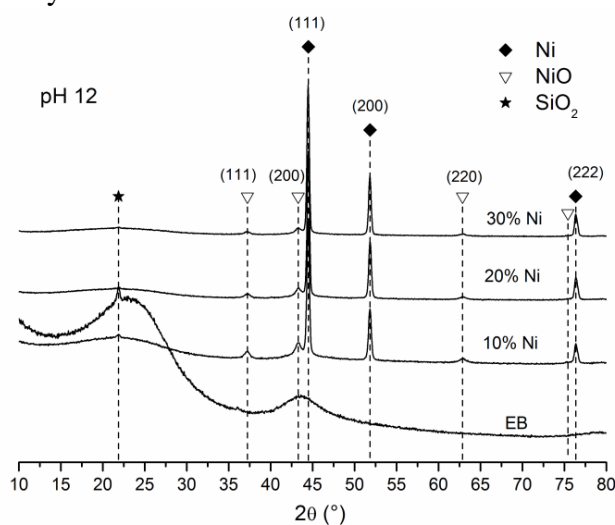 (111)
Ni
NiO
SiO2
pH 12
(200)
(111)
(200)
(220)
(222)
30% Ni
20% Ni
10% Ni
EB
10 15 20 25 30 35 40 45 50 55 60 65 70 75 80
2θ (°)